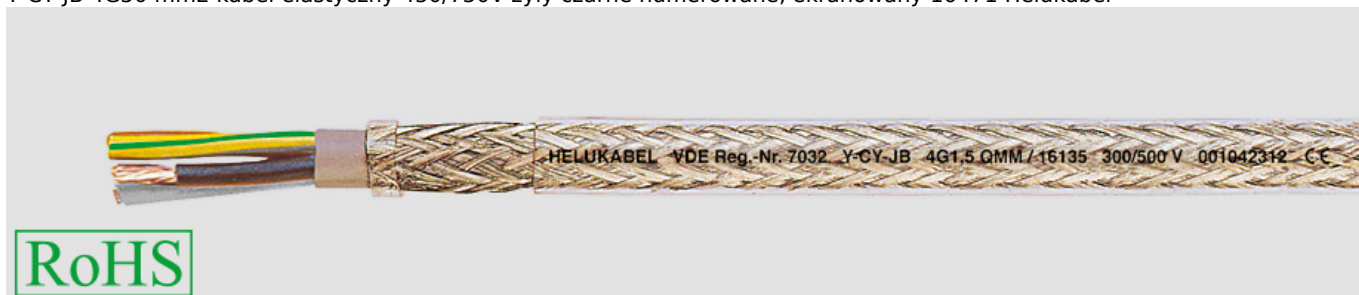 Y-CY-JB 4G50 mm2 kabel elastyczny 450/750V żyły czarne numerowane, ekranowany 16471 Helukabel
HELUKABEL VDE Reg.-Nr. 7032 Y-CY-JB 4G1,5 QMM / 16135 300/500 V 001042312 CE
RoHS